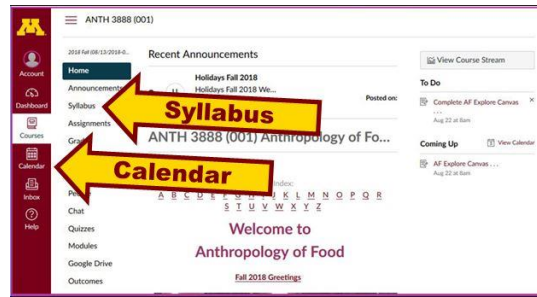 ANTH 3888 (001)
Account
Dashboard
Courses
Calendar
Inbox
Help
2018 Fall (08/13/2018-0...
Home
Announcements
Syllabus
Assignments
Chat
Quizzes
Modules
Google Drive
Outcomes
Recent Announcements
Holidays Fall 2018
Holidays Fall 2018 We...
Posted on:
Syllabus
ANTH 3888 (001) Anthropology of Fo...
Calendar
Index:
A B C D E F G H I J K L M N O P Q R
S T U V W X Y Z
Welcome to
Anthropology of Food
Fall 2018 Greetings
View Course Stream
To Do
Complete AF Explore Canvas
...
Aug 22 at 8am
Coming Up
View Calendar
AF Explore Canvas . . .
Aug 22 at 8am